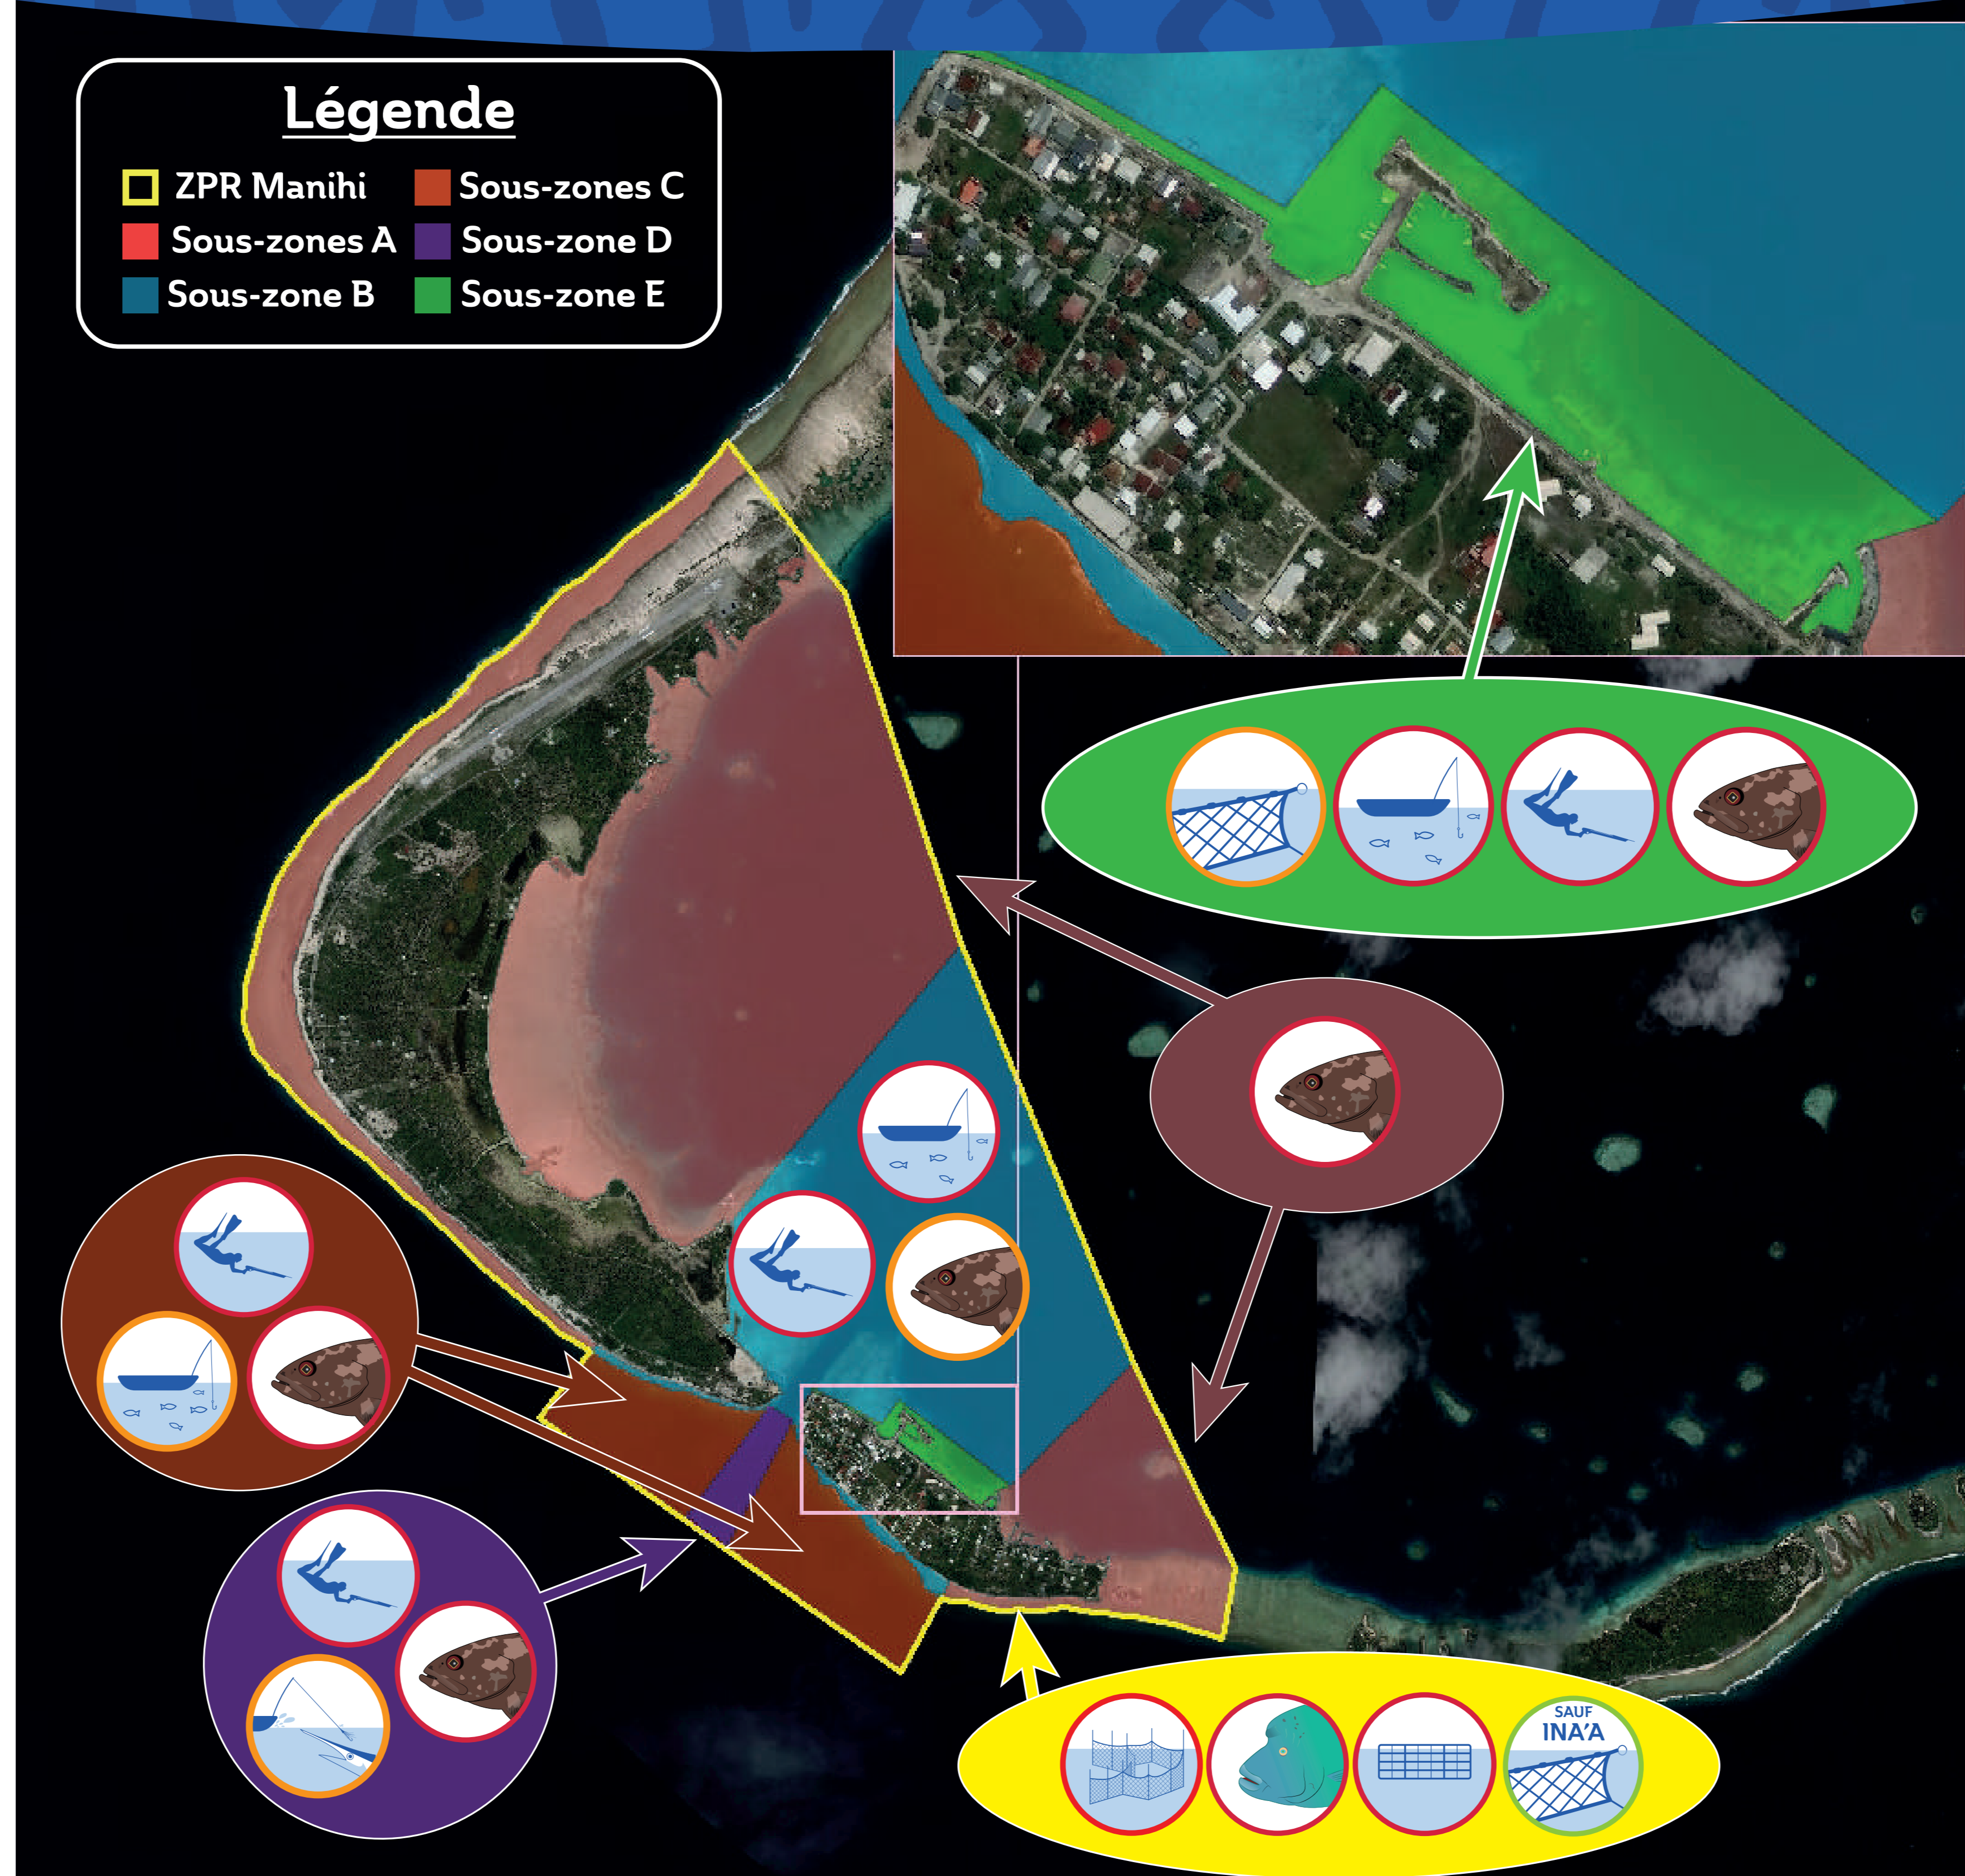 Légende
ZPR Manihi
Sous-zones A
Sous-zone B
Sous-zones C
Sous-zone D
Sous-zone E
SAUF
INA'A